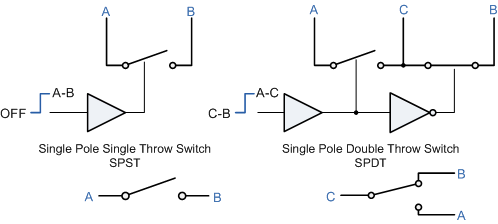 A B A C B
A-B A-C
OFF C-B
Single Pole Single Throw Switch Single Pole Double Throw Switch
SPST SPDT
A B C B
A